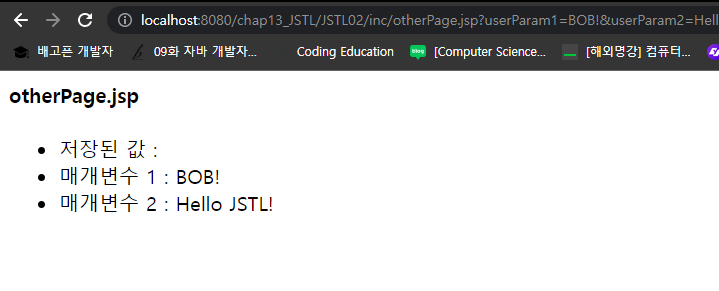 localhost:8080/chap13_JSTL/JSTL02/inc/otherPage.jsp?userParam1=BOB!&userParam2=Hell
배고픈 개발자 09화 자바 개발자... Coding Education blog [Computer Science... [해외명강] 컴퓨터...
otherPage.jsp
• 저장된 값 :
• 매개변수 1 : BOB!
• 매개변수 2 : Hello JSTL!